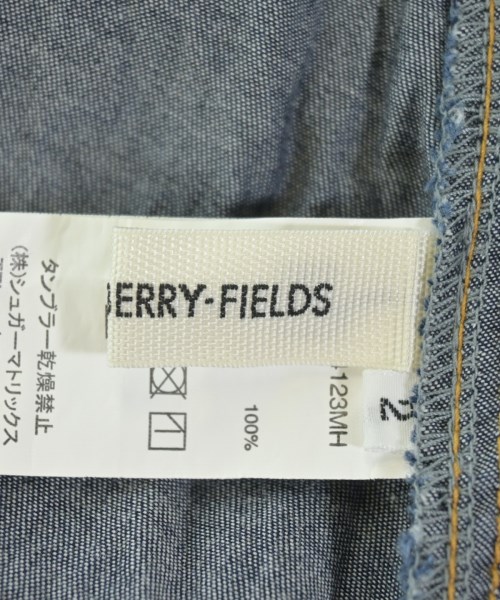 BERRY-FIELDS
タンブラー乾燥禁止
(株)シュガーマトリックス
100%
123MH
2